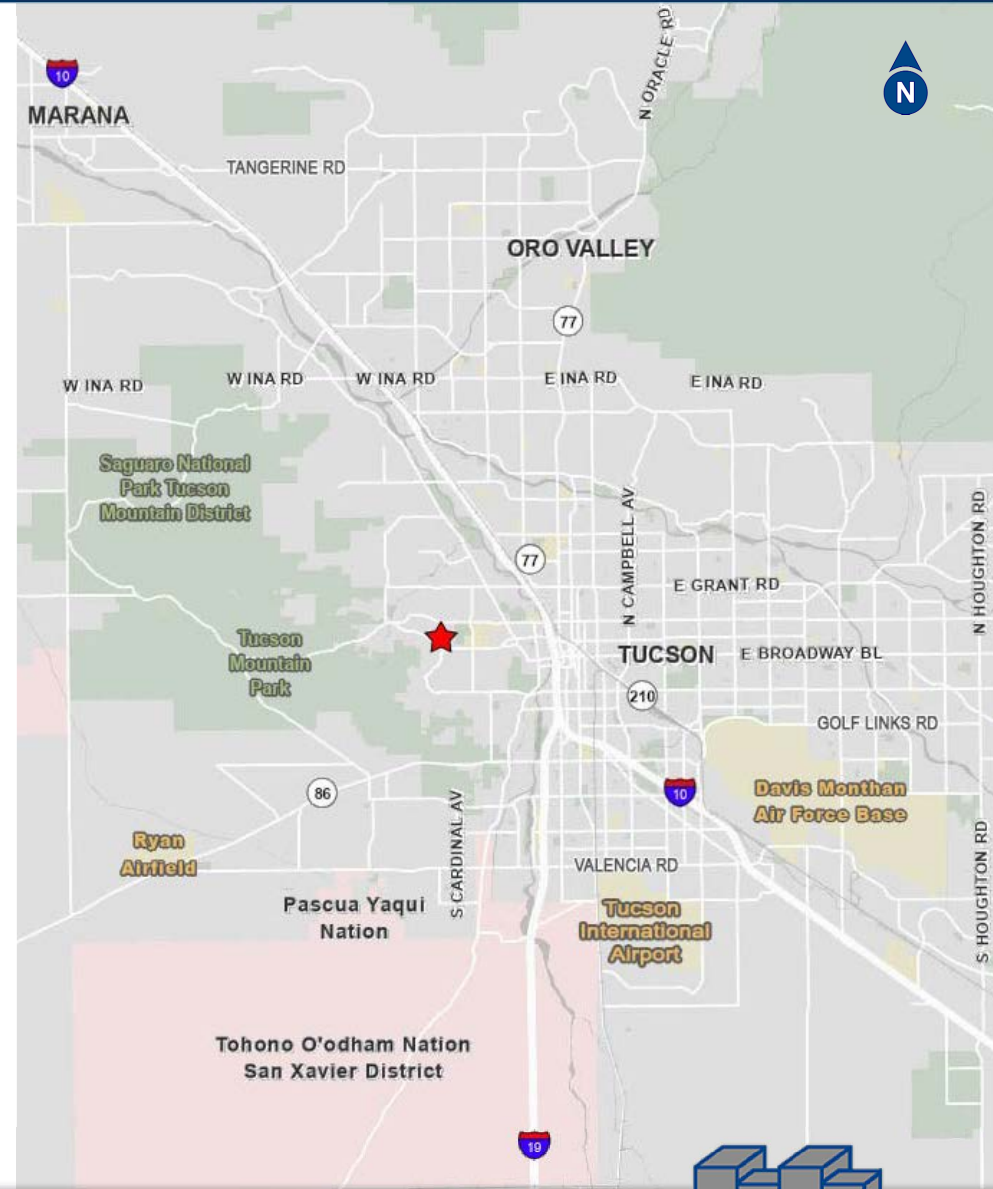 N ORACLE RD
10
N
MARANA
TANGERINE RD
ORO VALLEY
77
W INA RD
W INA RD
W INA RD
E INA RD
E INA RD
Saguaro National
Park Tucson
Mountain District
N CAMPBELL AV
N HOUGHTON RD
77
E GRANT RD
Tucson
Mountain
Park
TUCSON
E BROADWAY BL
210
GOLF LINKS RD
86
10
Davis Monthan
Air Force Base
Ryan
Airfield
S CARDINAL AV
VALENCIA RD
S HOUGHTON RD
Pascua Yaqui
Nation
Tucson
International
Airport
Tohono O'odham Nation
San Xavier District
19